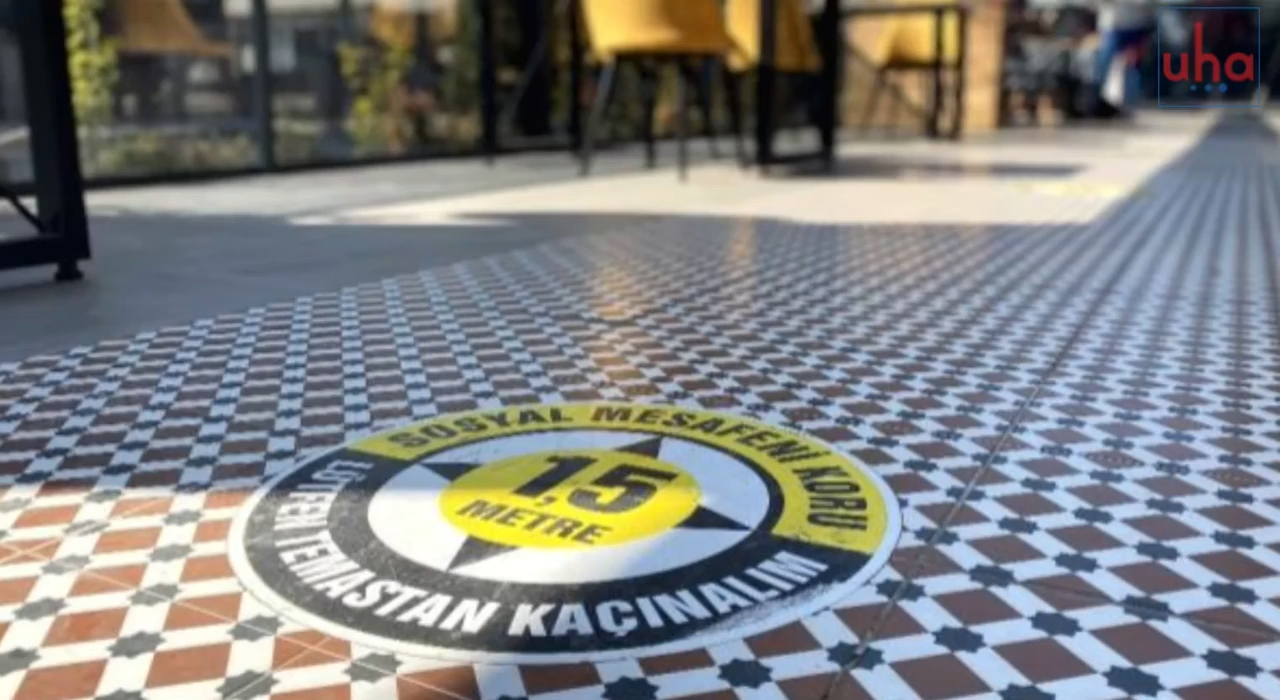 uha
SOSYAL MESAFENİ KORU
1,5
METRE
LÜTFEN TEMASTAN KAÇINALIM